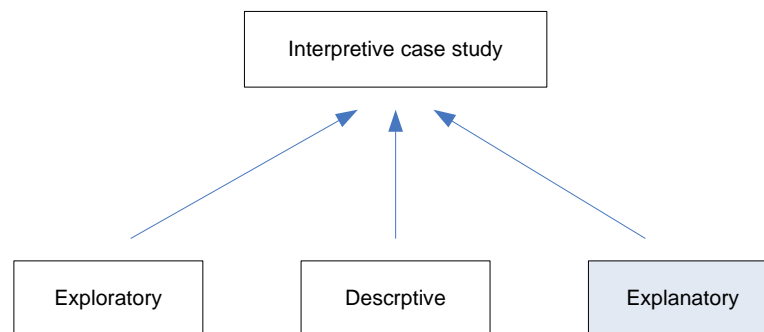 Interpretive case study
Exploratory
Descrptive
Explanatory